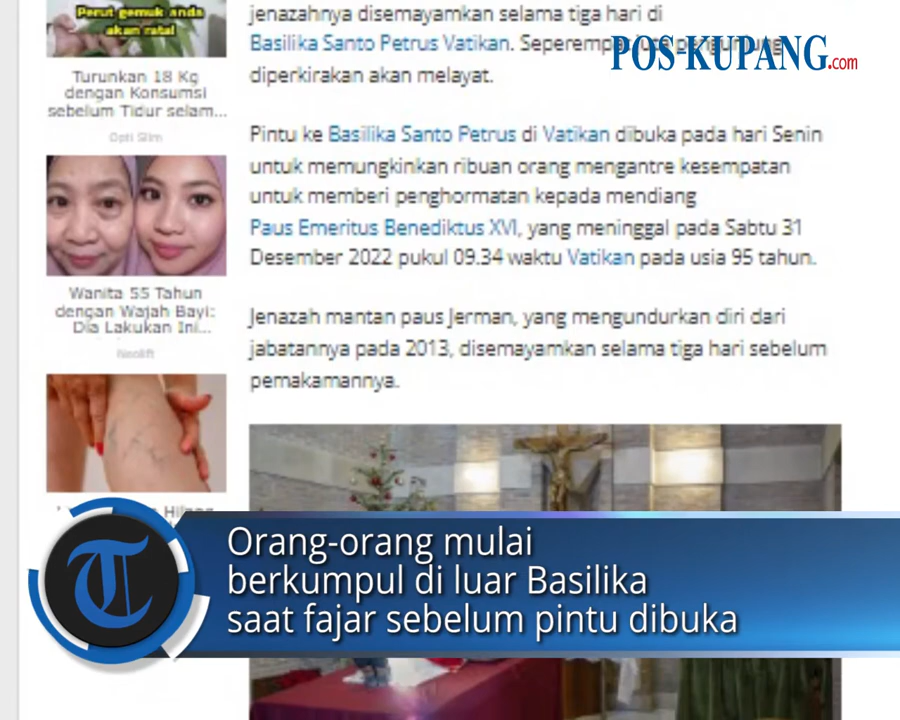 Perut gemuk anda
akan rata!
Turunkan 18 Kg
dengan Konsumsi
sebelum Tidur selam...
Opti Slim
Wanita 55 Tahun
dengan Wajah Bayi:
Dia Lakukan Ini...
Neolift
jenazahnya disemayamkan selama tiga hari di
Basilika Santo Petrus Vatikan. Seperempat juta pengunjung
diperkirakan akan melayat.
POS-KUPANG.com
Pintu ke Basilika Santo Petrus di Vatikan dibuka pada hari Senin
untuk memungkinkan ribuan orang mengantre kesempatan
untuk memberi penghormatan kepada mendiang
Paus Emeritus Benediktus XVI, yang meninggal pada Sabtu 31
Desember 2022 pukul 09.34 waktu Vatikan pada usia 95 tahun.
Jenazah mantan paus Jerman, yang mengundurkan diri dari
jabatannya pada 2013, disemayamkan selama tiga hari sebelum
pemakamannya.
T
Orang-orang mulai
berkumpul di luar Basilika
saat fajar sebelum pintu dibuka